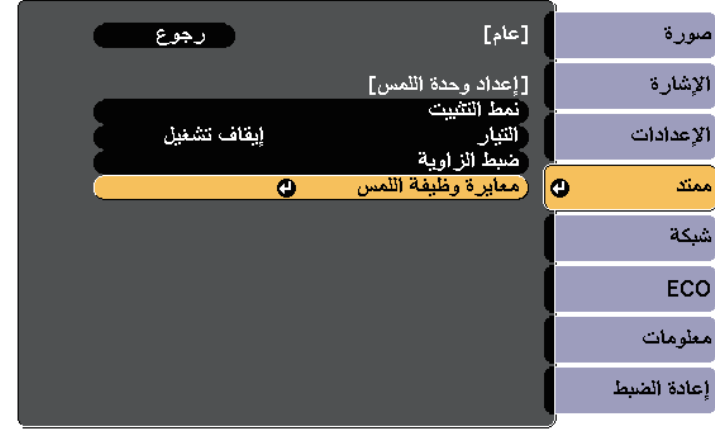 صورة
الإشارة
الإعدادات
ممتد
شبكة
ECO
معلومات
إعادة الضبط
[عام] رجوع
[إعداد وحدة اللمس]
نمط التثبيت
التيار إيقاف تشغيل
ضبط الزاوية
معايرة وظيفة اللمس